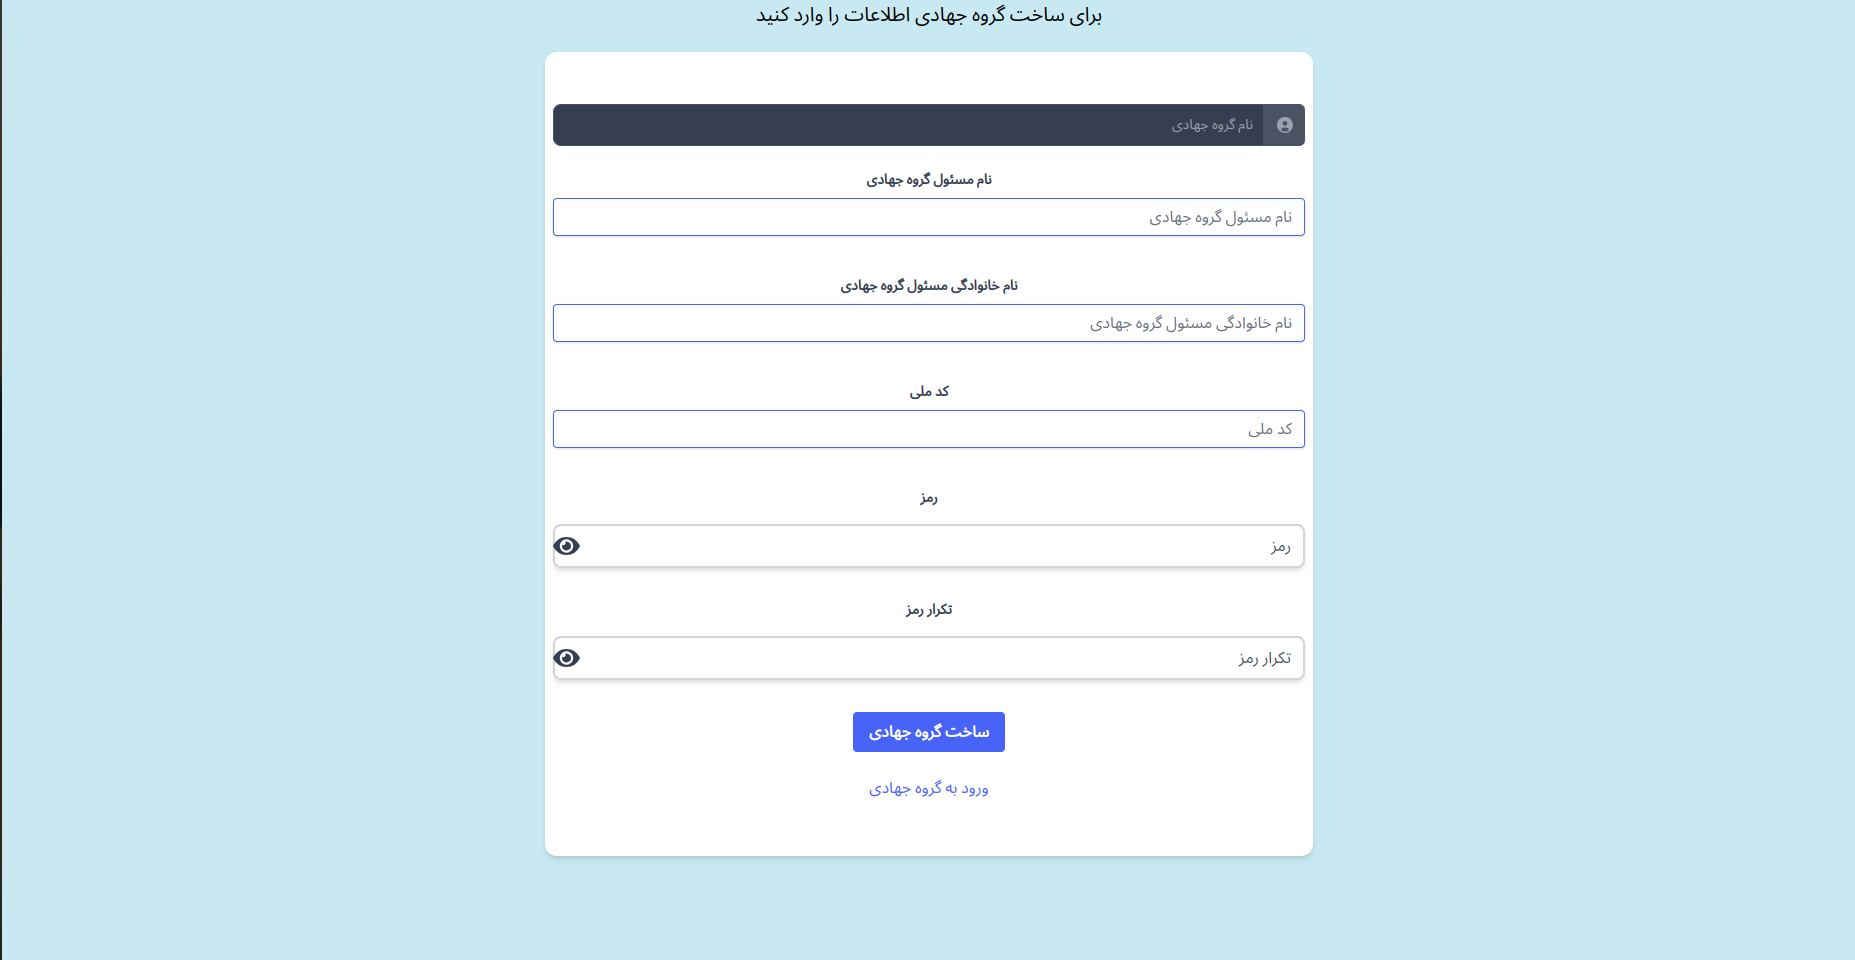 برای ساخت گروه جهادی اطلاعات را وارد کنید
نام گروه جهادی
نام مسئول گروه جهادی
نام مسئول گروه جهادی
نام خانوادگی مسئول گروه جهادی
نام خانوادگی مسئول گروه جهادی
کد ملی
کد ملی
رمز
رمز
تکرار رمز
تکرار رمز
ساخت گروه جهادی
ورود به گروه جهادی